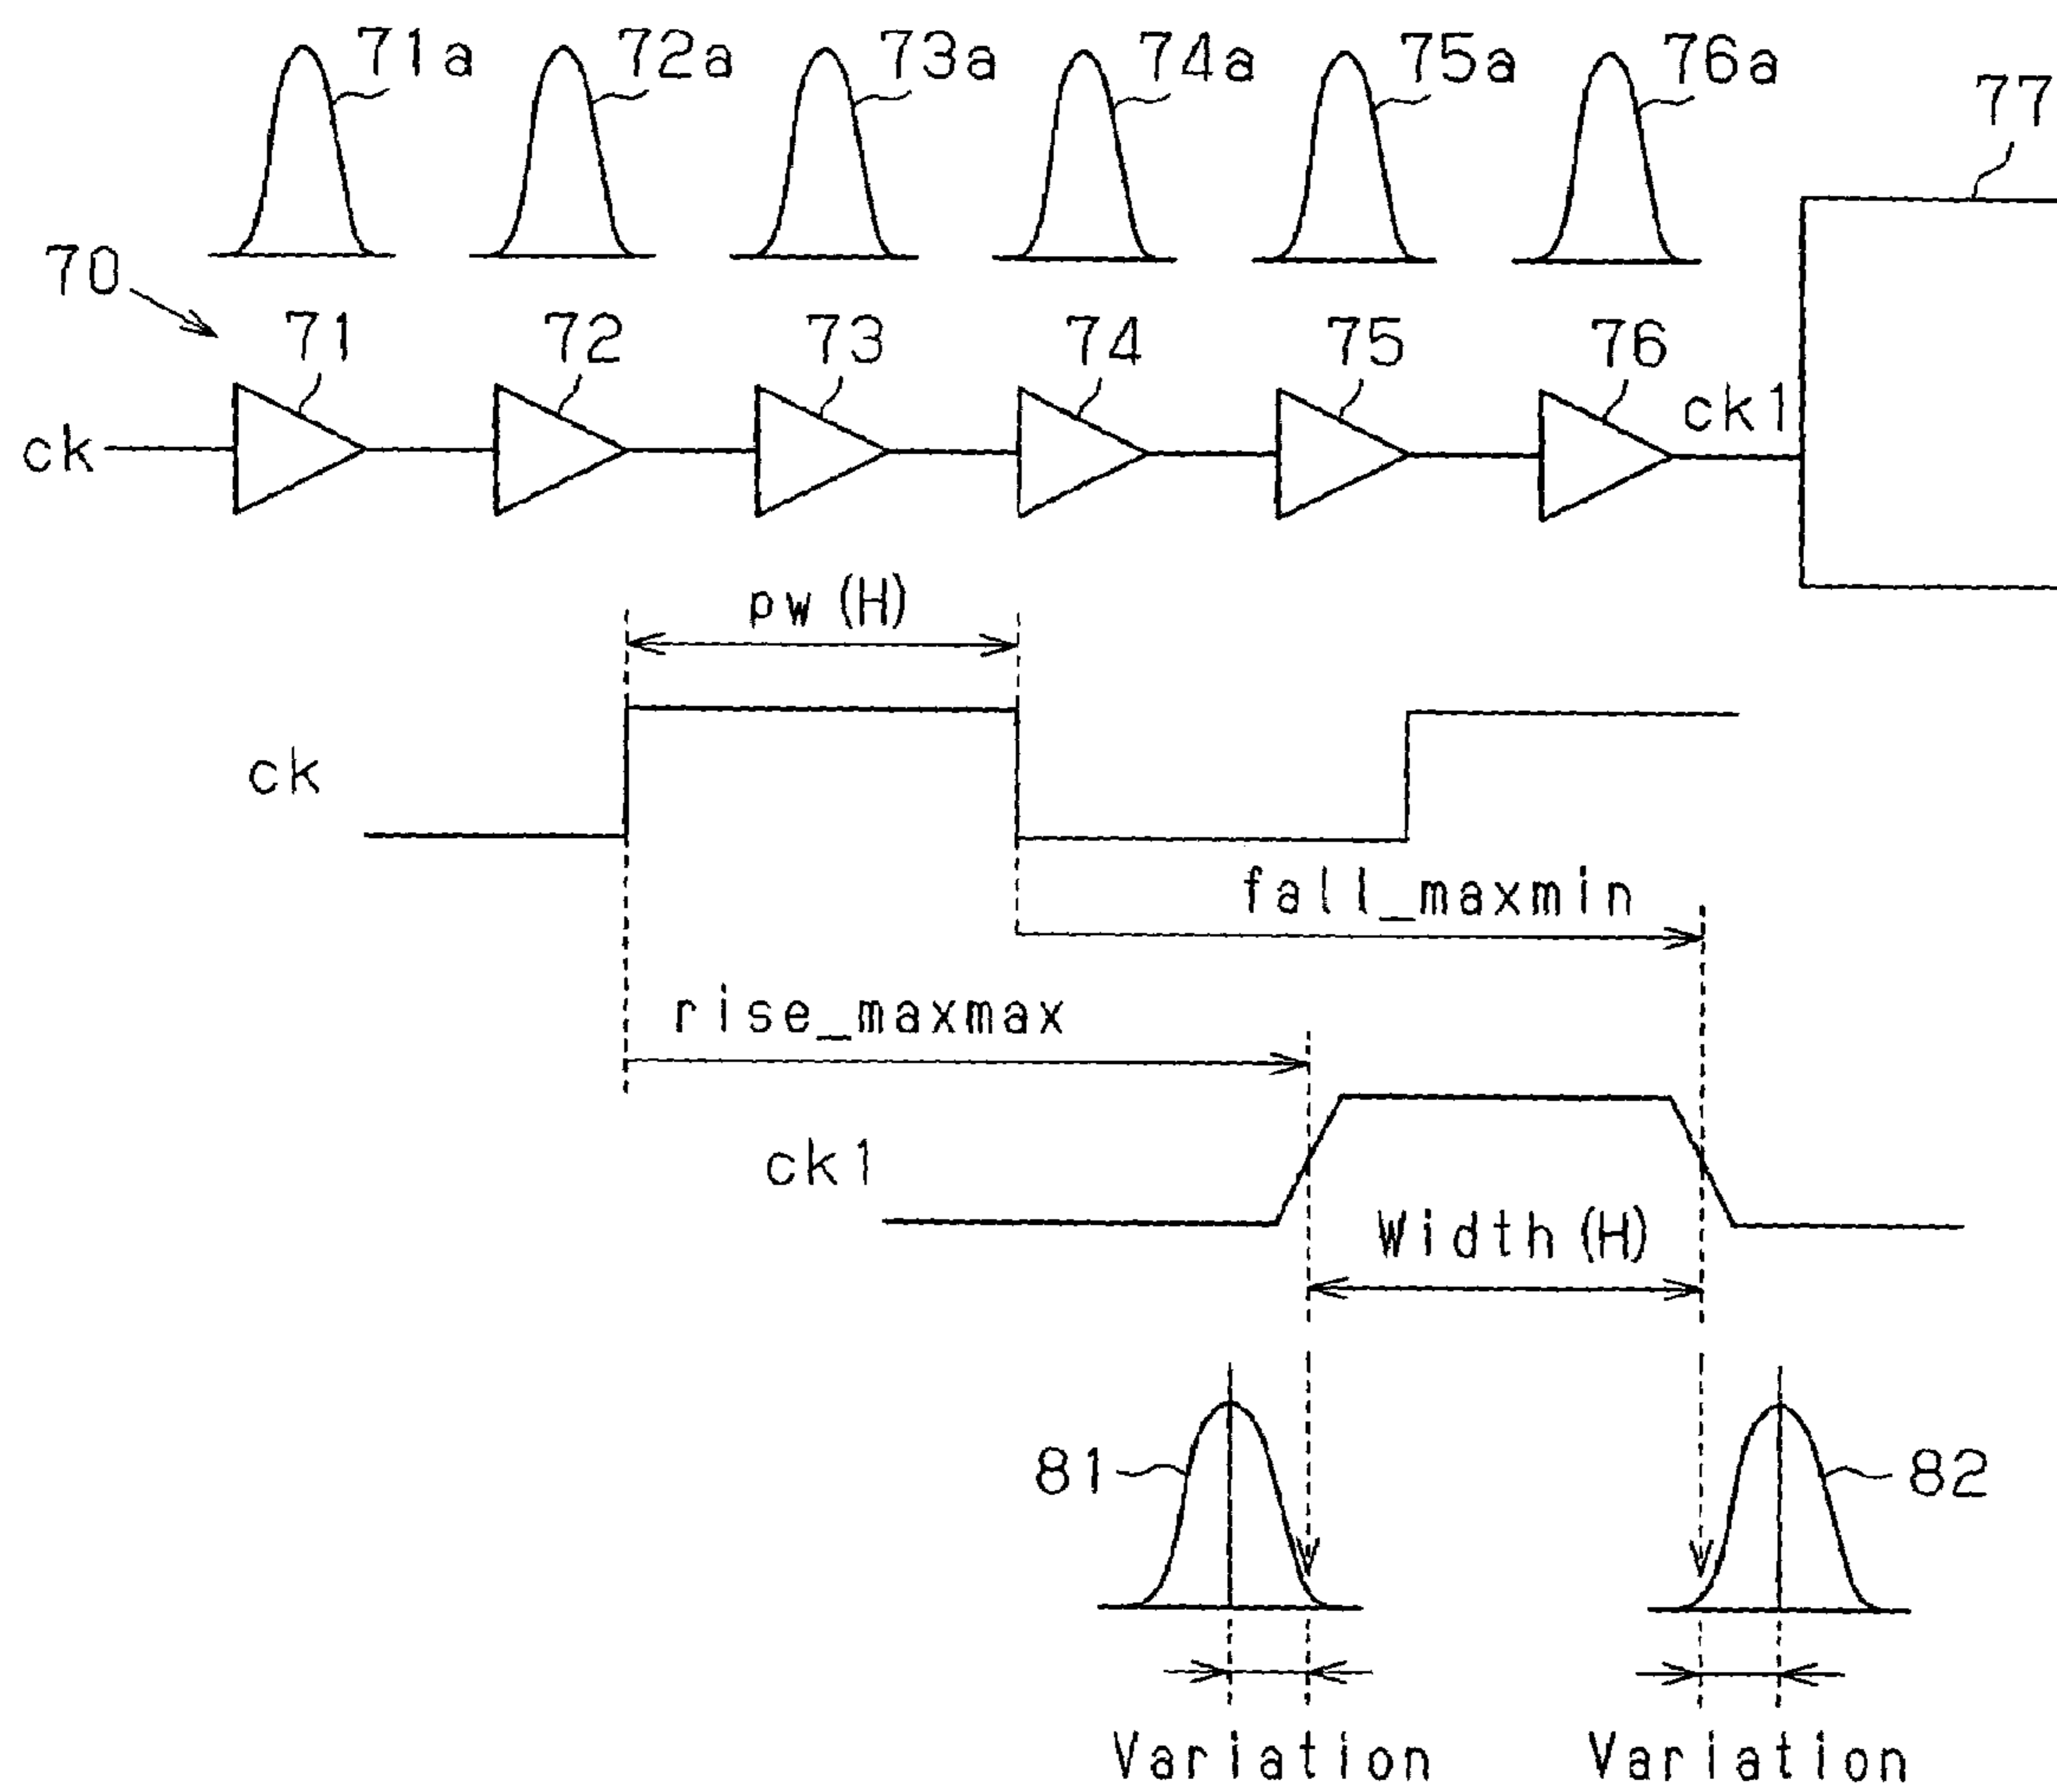 71a 72a 73a 74a 75a 76a
77
70
71 72 73 74 75 76
ck ck1
pw(H)
ck
fall_maxmin
rise_maxmax
ck1
Width(H)
81 82
Variation Variation